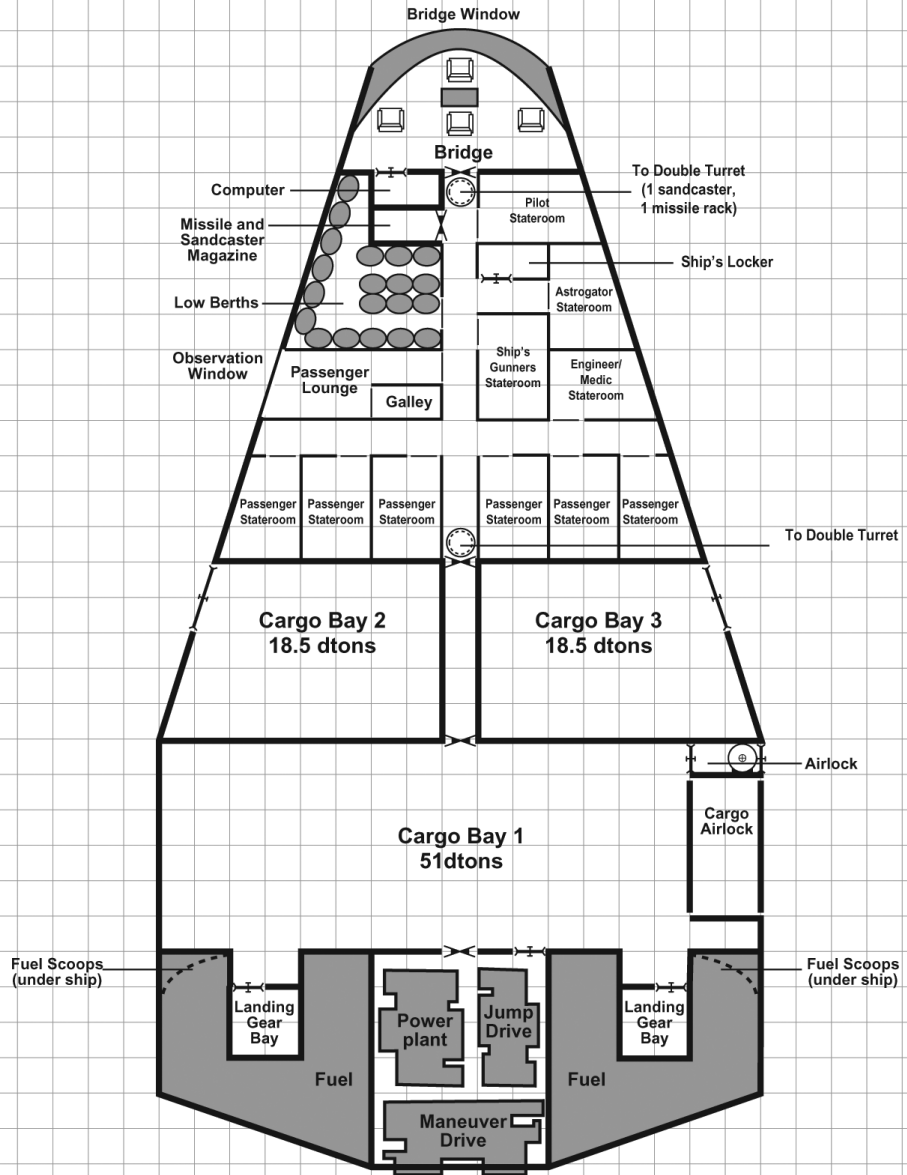 Bridge Window
Bridge
Computer
To Double Turret
(1 sandcaster,
1 missile rack)
Pilot
Stateroom
Missile and
Sandcaster
Magazine
Ship's Locker
Low Berths
Astrogator
Stateroom
Observation
Window
Passenger
Lounge
Galley
Ship's
Gunners
Stateroom
Engineer/
Medic
Stateroom
Passenger
Stateroom
Passenger
Stateroom
Passenger
Stateroom
Passenger
Stateroom
Passenger
Stateroom
Passenger
Stateroom
To Double Turret
Cargo Bay 2
18.5 dtons
Cargo Bay 3
18.5 dtons
Airlock
Cargo
Airlock
Cargo Bay 1
51dtons
Fuel Scoops
(under ship)
Fuel Scoops
(under ship)
Landing
Gear
Bay
Power
plant
Jump
Drive
Landing
Gear
Bay
Fuel
Fuel
Maneuver
Drive